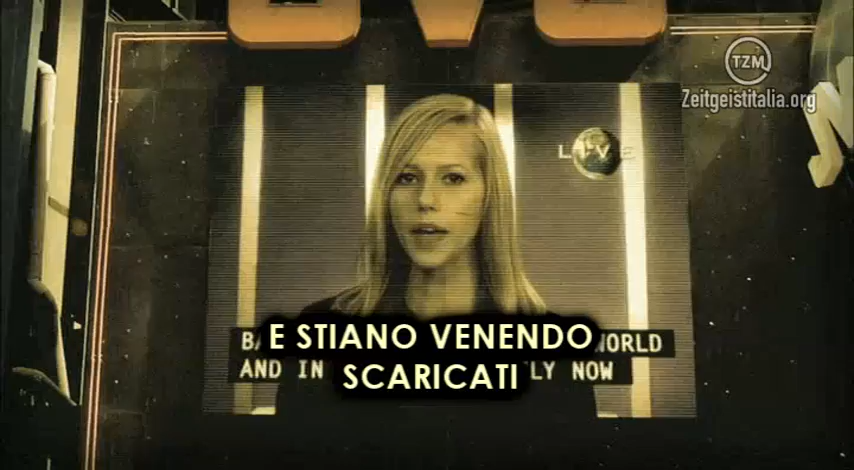 TZM
Zeitgeistitalia.org
LIVE
E STIANO VENENDO
SCARICATI
WORLD
AND IN
LY NOW